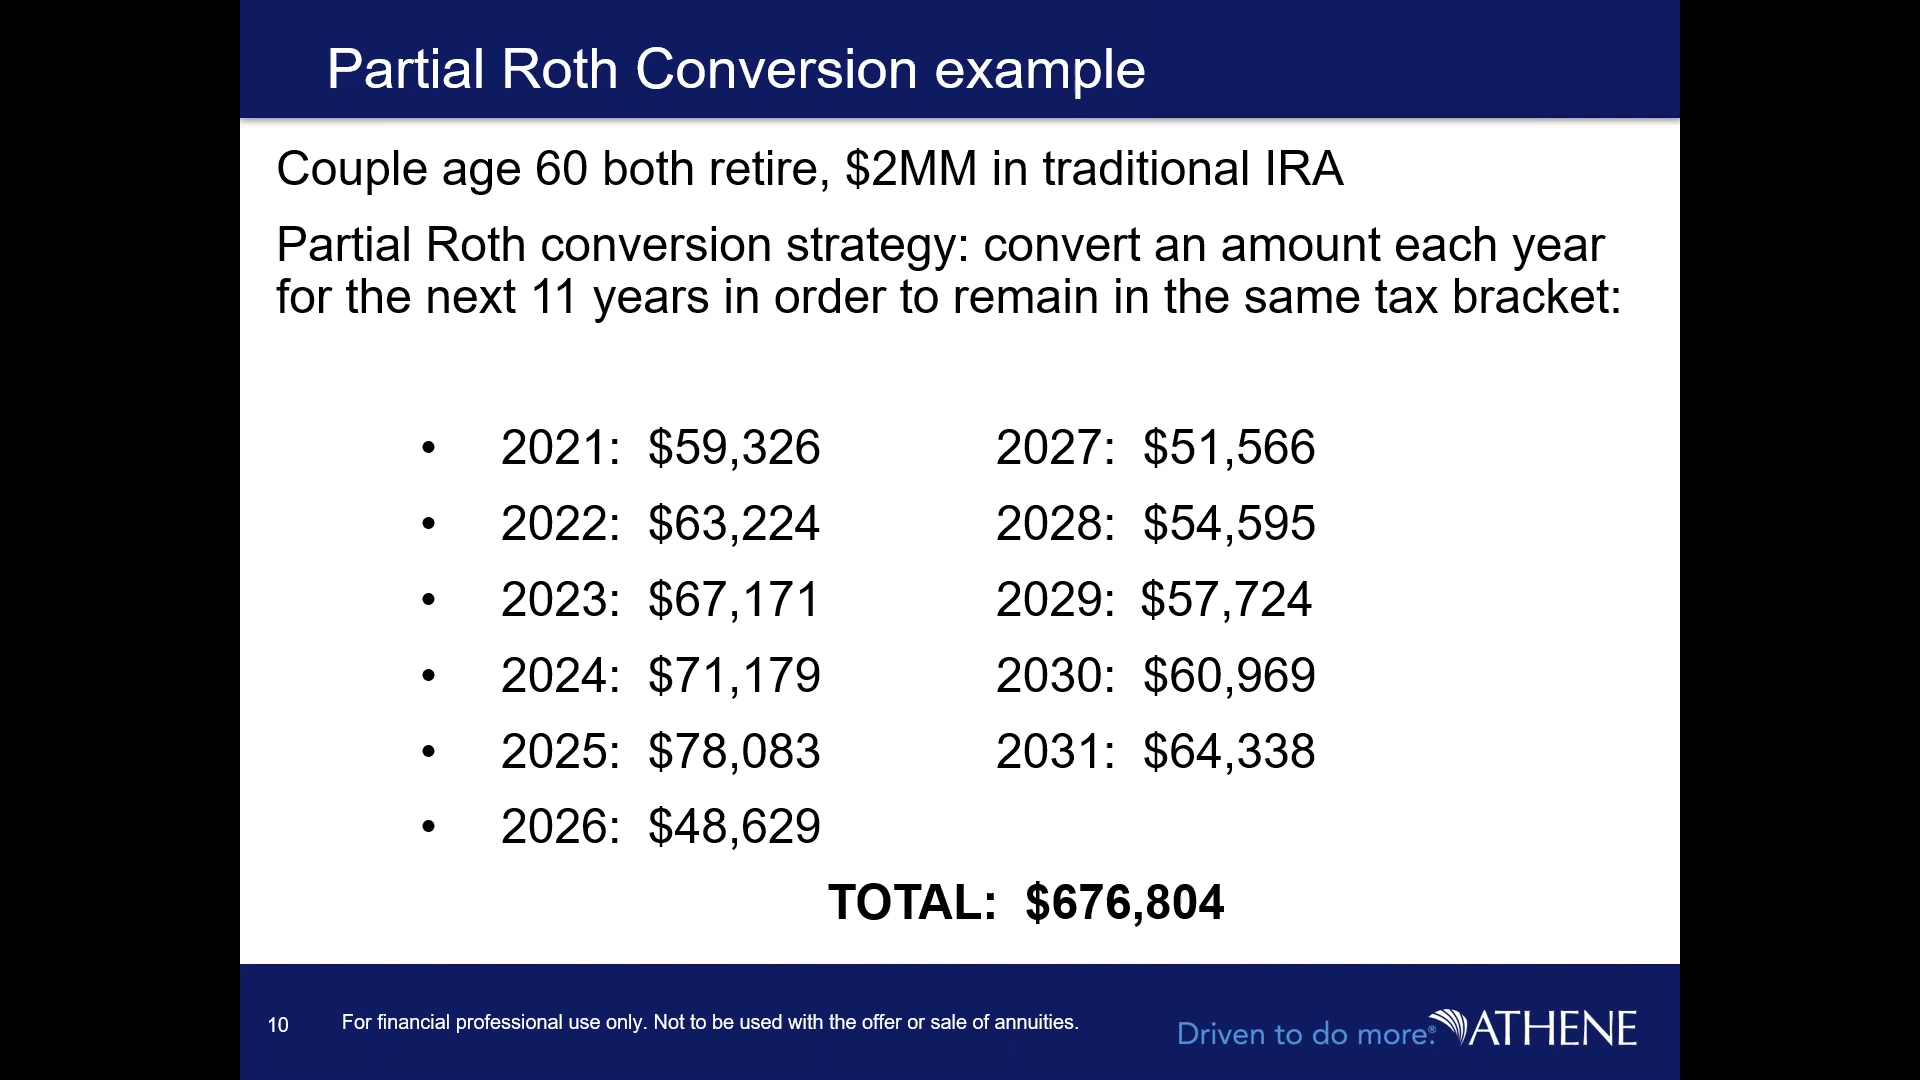 Partial Roth Conversion example
Couple age 60 both retire, $2MM in traditional IRA
Partial Roth conversion strategy: convert an amount each year
for the next 11 years in order to remain in the same tax bracket:
• 2021: $59,326 2027: $51,566
• 2022: $63,224 2028: $54,595
• 2023: $67,171 2029: $57,724
• 2024: $71,179 2030: $60,969
• 2025: $78,083 2031: $64,338
• 2026: $48,629
TOTAL: $676,804
10 For financial professional use only. Not to be used with the offer or sale of annuities.
Driven to do more.® ATHENE